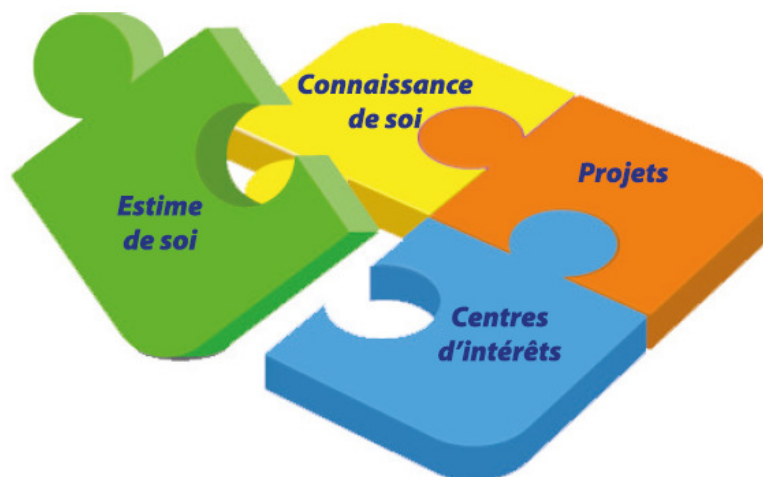 Connaissance
de soi
Projets
Estime
de soi
Centres
d'intérêts